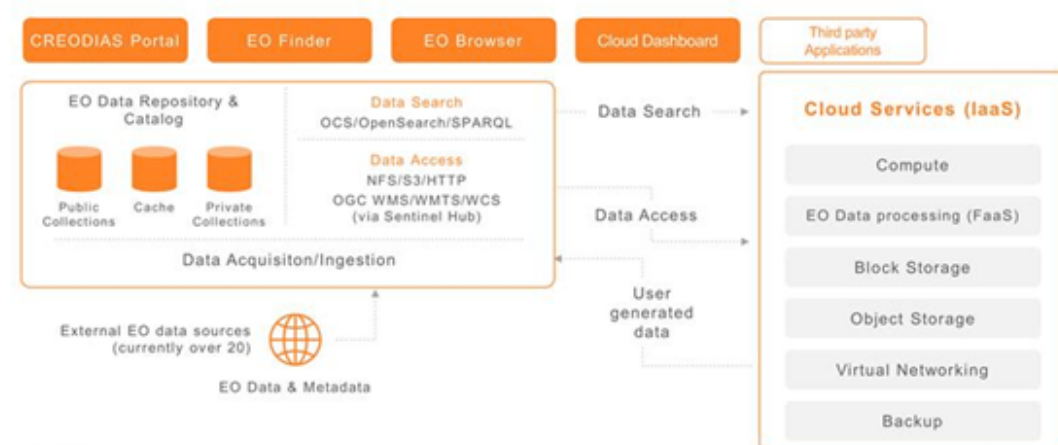 CREODIAS Portal
EO Finder
EO Browser
Cloud Dashboard
Third party
Applications
EO Data Repository &
Catalog
Public
Collections
Cache
Private
Collections
Data Search
OCS/OpenSearch/SPARQL
Data Access
NFS/S3/HTTP
OGC WMS/WMTS/WCS
(via Sentinel Hub)
Data Acquisiton/Ingestion
External EO data sources
(currently over 20)
EO Data & Metadata
Data Search
Data Access
User
generated
data
Cloud Services (IaaS)
Compute
EO Data processing (FaaS)
Block Storage
Object Storage
Virtual Networking
Backup